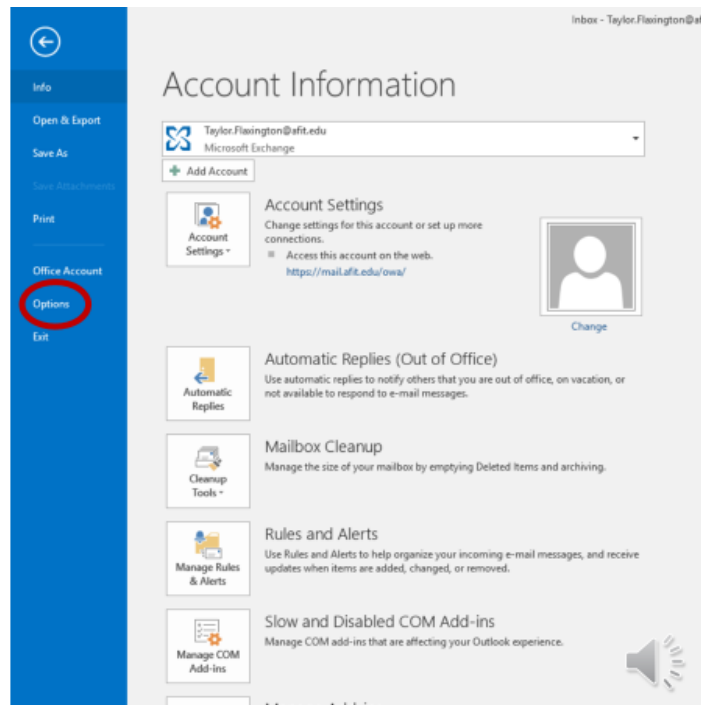 Inbox - Taylor.Flaxington@af
Info
Open & Export
Save As
Save Attachments
Print
Office Account
Options
Exit
Account Information
Taylor.Flaxington@afit.edu
Microsoft Exchange
Add Account
Account
Settings
Account Settings
Change settings for this account or set up more
connections.
Access this account on the web.
https://mail.afit.edu/owa/
Change
Automatic
Replies
Automatic Replies (Out of Office)
Use automatic replies to notify others that you are out of office, on vacation, or
not available to respond to e-mail messages.
Cleanup
Tools
Mailbox Cleanup
Manage the size of your mailbox by emptying Deleted Items and archiving.
Manage Rules
& Alerts
Rules and Alerts
Use Rules and Alerts to help organize your incoming e-mail messages, and receive
updates when items are added, changed, or removed.
Manage COM
Add-ins
Slow and Disabled COM Add-ins
Manage COM add-ins that are affecting your Outlook experience.